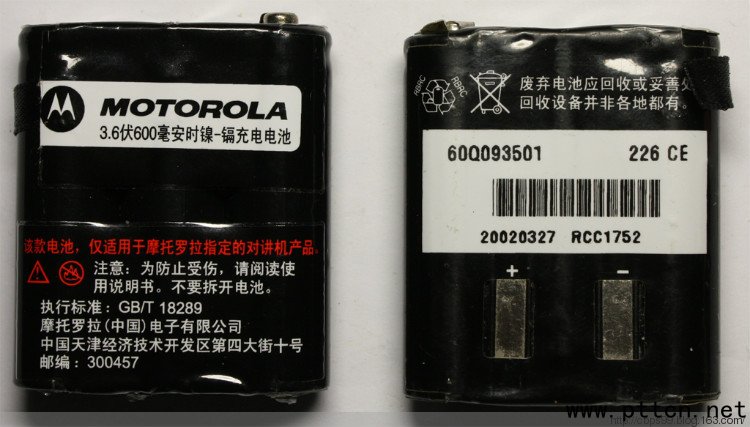 MOTOROLA
3.6伏600毫安时镍-镉充电电池
该款电池，仅适用于摩托罗拉指定的对讲机产品。
注意：为防止受伤，请阅读使
用说明书。不要拆开电池。
执行标准：GB/T 18289
摩托罗拉(中国)电子有限公司
中国天津经济技术开发区第四大街十号
邮编：300457
RBRC RBRC
废弃电池应回收或妥善处
回收设备并非各地都有.
60Q093501 226 CE
20020327 RCC1752
+ −
www.pttcn.net